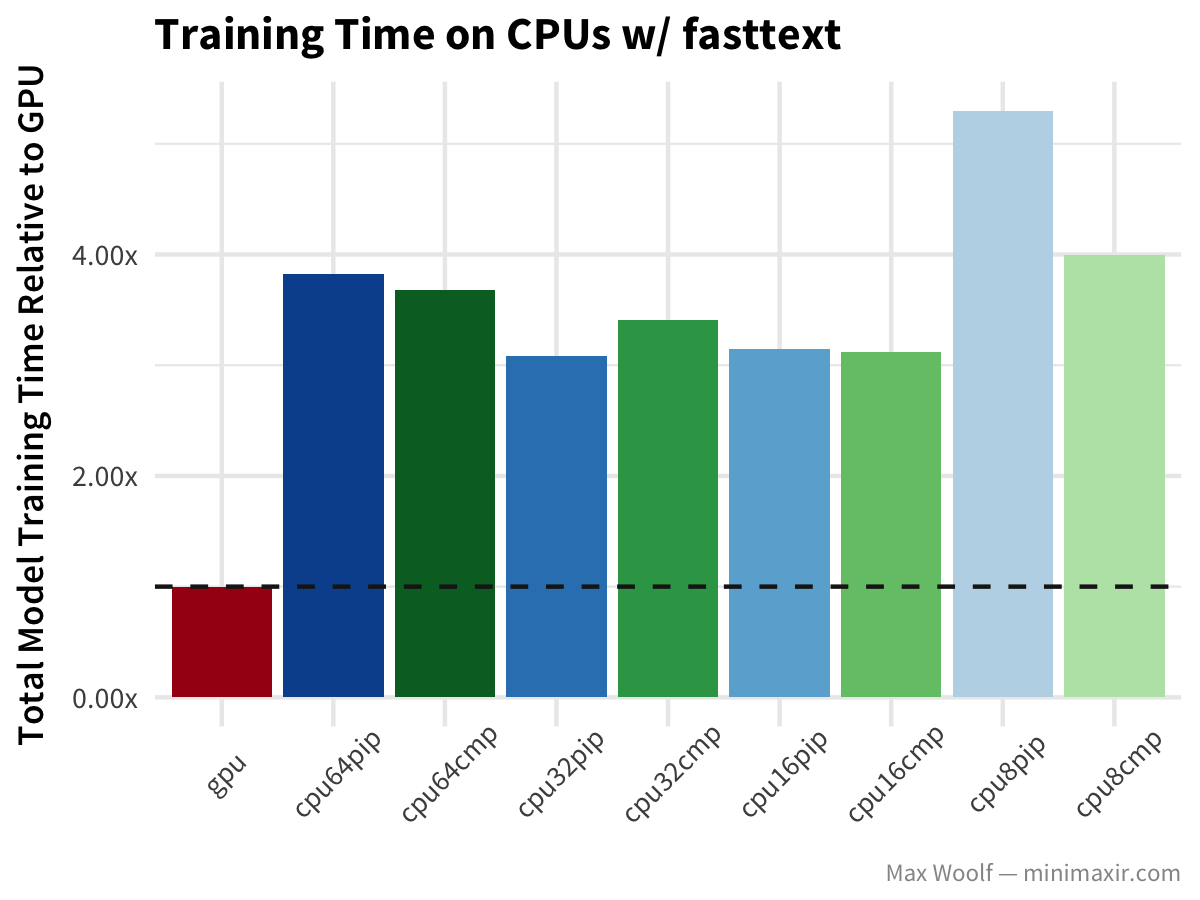 Training Time on CPUs w/ fasttext
Total Model Training Time Relative to GPU
4.00x
2.00x
0.00x
gpu
cpu64pip
cpu64cmp
cpu32pip
cpu32cmp
cpu16pip
cpu16cmp
cpu8pip
cpu8cmp
Max Woolf — minimaxir.com